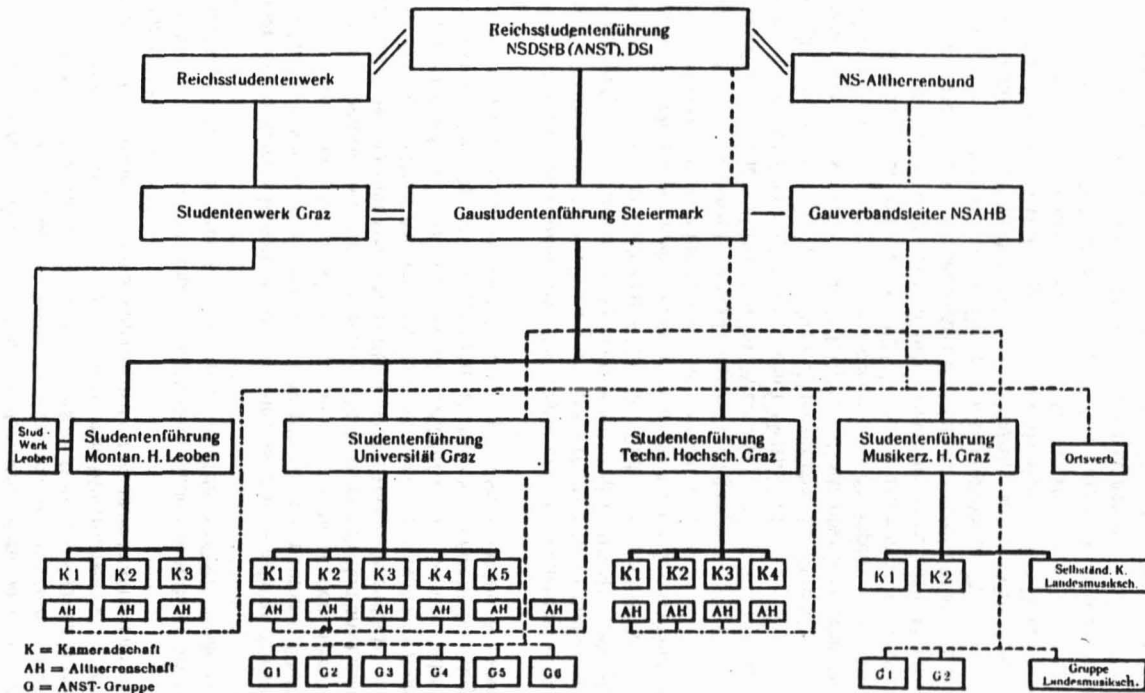 Reichsstudentenführung
NSDStB (ANST), DSt
Reichsstudentenwerk
NS-Altherrenbund
Studentenwerk Graz
Gaustudentenführung Steiermark
Gauverbandsleiter NSAHB
Stud-
Werk
Leoben
Studentenführung
Montan. H. Leoben
Studentenführung
Universität Graz
Studentenführung
Techn. Hochsch. Graz
Studentenführung
Musikerz. H. Graz
Ortsverb.
K1 K2 K3
K1 K2 K3 K4 K5
K1 K2 K3 K4
K1 K2
Selbständ. K.
Landesmusiksch.
AH AH AH
AH AH AH AH AH AH
AH AH AH AH
K = Kameradschaft
AH = Altherrenschaft
G = ANST-Gruppe
G1 G2 G3 G4 G5 G6
G1 G2
Gruppe
Landesmusiksch.